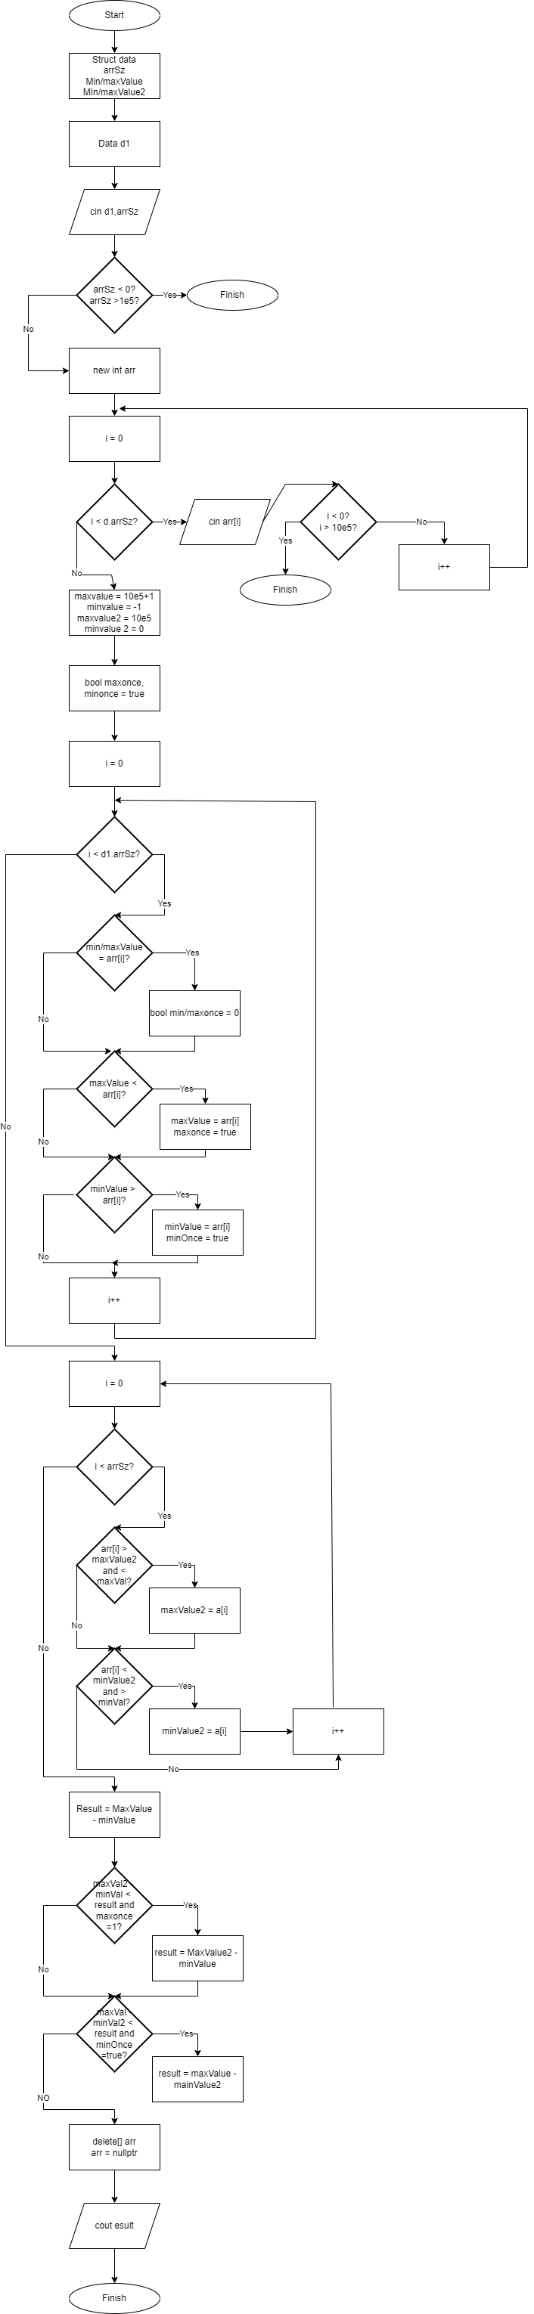 Start
Struct data
arrSz
Min/maxValue
MIn/maxValue2
Data d1
cin d1,arrSz
arrSz < 0?
arrSz >1e5?
Yes
Finish
No
new int arr
i = 0
i < d.arrSz?
Yes
cin arr[i]
i < 0?
i > 10e5?
No
Yes
i++
Finish
No
maxvalue = 10e5+1
minvalue = -1
maxvalue2 = 10e5
minvalue 2 = 0
bool maxonce,
minonce = true
i = 0
i < d1.arrSz?
Yes
min/maxValue
= arr[i]?
Yes
No
bool min/maxonce = 0
maxValue <
arr[i]?
Yes
No
maxValue = arr[i]
maxonce = true
No
minValue >
arr[i]?
Yes
No
minValue = arr[i]
minOnce = true
i++
i = 0
i < arrSz?
Yes
arr[i] >
maxValue2
and <
maxVal?
Yes
No
maxValue2 = a[i]
No
arr[i] <
minValue2
and >
minVal?
Yes
minValue2 = a[i]
i++
No
Result = MaxValue
- minValue
maxVal2 -
minVal <
result and
maxonce
=1?
Yes
No
result = MaxValue2 -
minValue
maxVal -
minVal2 <
result and
minOnce
=true?
Yes
NO
result = maxValue -
mainValue2
delete[] arr
arr = nullptr
cout esult
Finish